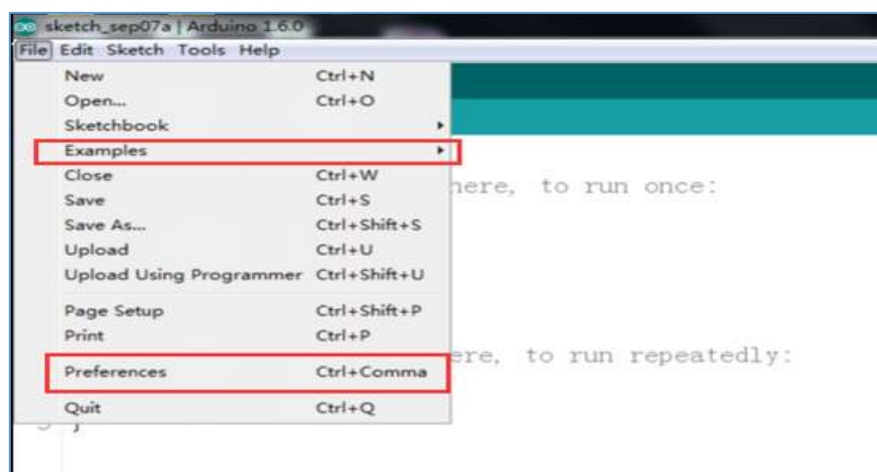 sketch_sep07a | Arduino 1.6.0
File Edit Sketch Tools Help
New Ctrl+N
Open... Ctrl+O
Sketchbook
Examples
Close Ctrl+W
here, to run once:
Save Ctrl+S
Save As... Ctrl+Shift+S
Upload Ctrl+U
Upload Using Programmer Ctrl+Shift+U
Page Setup Ctrl+Shift+P
Print Ctrl+P
ere, to run repeatedly:
Preferences Ctrl+Comma
Quit Ctrl+Q
}